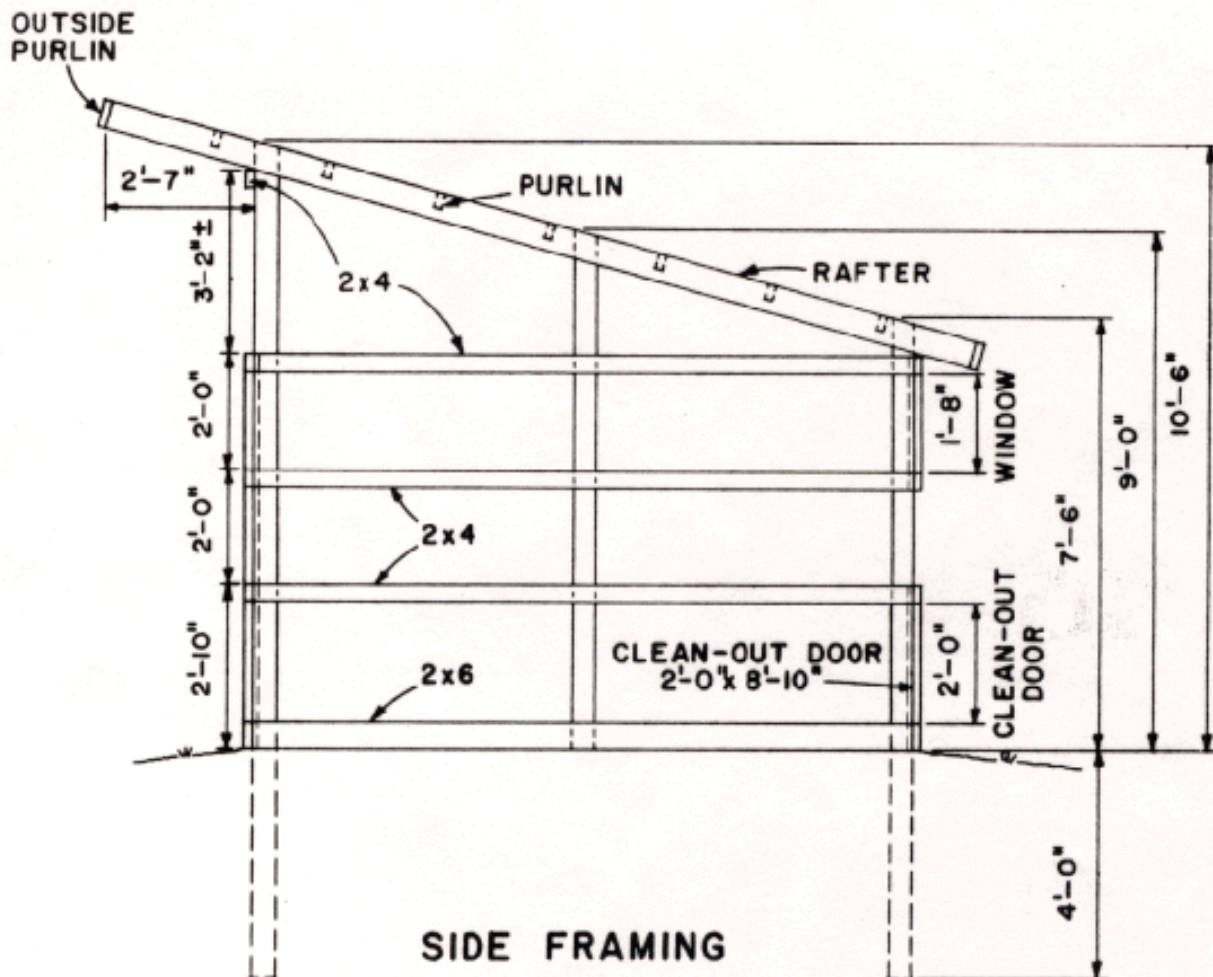 OUTSIDE
PURLIN
2'-7"
PURLIN
3'-2"±
2x4
RAFTER
2'-0"
1'-8"
WINDOW
10'-6"
9'-0"
7'-6"
2'-0"
2x4
2'-10"
CLEAN-OUT DOOR
2'-0"x 8'-10"
2x6
2'-0"
CLEAN-OUT
DOOR
4'-0"
SIDE FRAMING